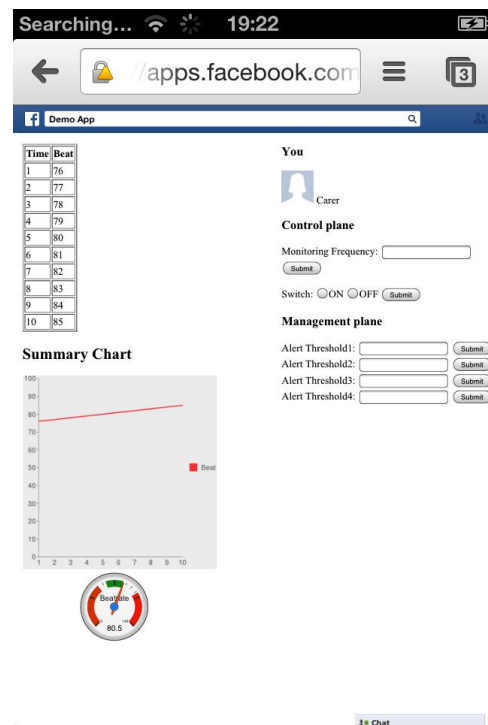 Searching... 19:22
//apps.facebook.com
3
f Demo App
Time Beat
1 76
2 77
3 78
4 79
5 80
6 81
7 82
8 83
9 84
10 85
Summary Chart
100
90
80
70
60
50
40
30
20
10
0
1 2 3 4 5 6 7 8 9 10
Beat
Beat rate
80.5
You
Carer
Control plane
Monitoring Frequency:
Submit
Switch: ON OFF Submit
Management plane
Alert Threshold1: Submit
Alert Threshold2: Submit
Alert Threshold3: Submit
Alert Threshold4: Submit
Chat